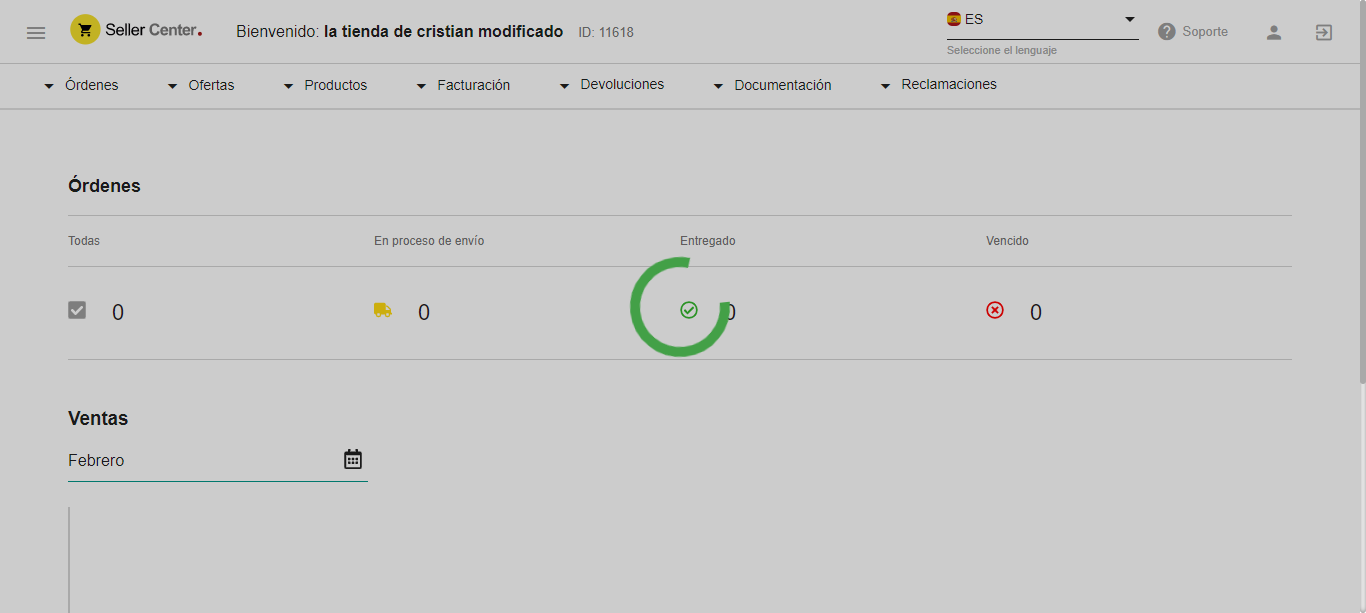 Seller Center.
Bienvenido: la tienda de cristian modificado ID: 11618
ES
Seleccione el lenguaje
Soporte
Órdenes Ofertas Productos Facturación Devoluciones Documentación Reclamaciones
Órdenes
Todas En proceso de envío Entregado Vencido
0 0 0 0
Ventas
Febrero